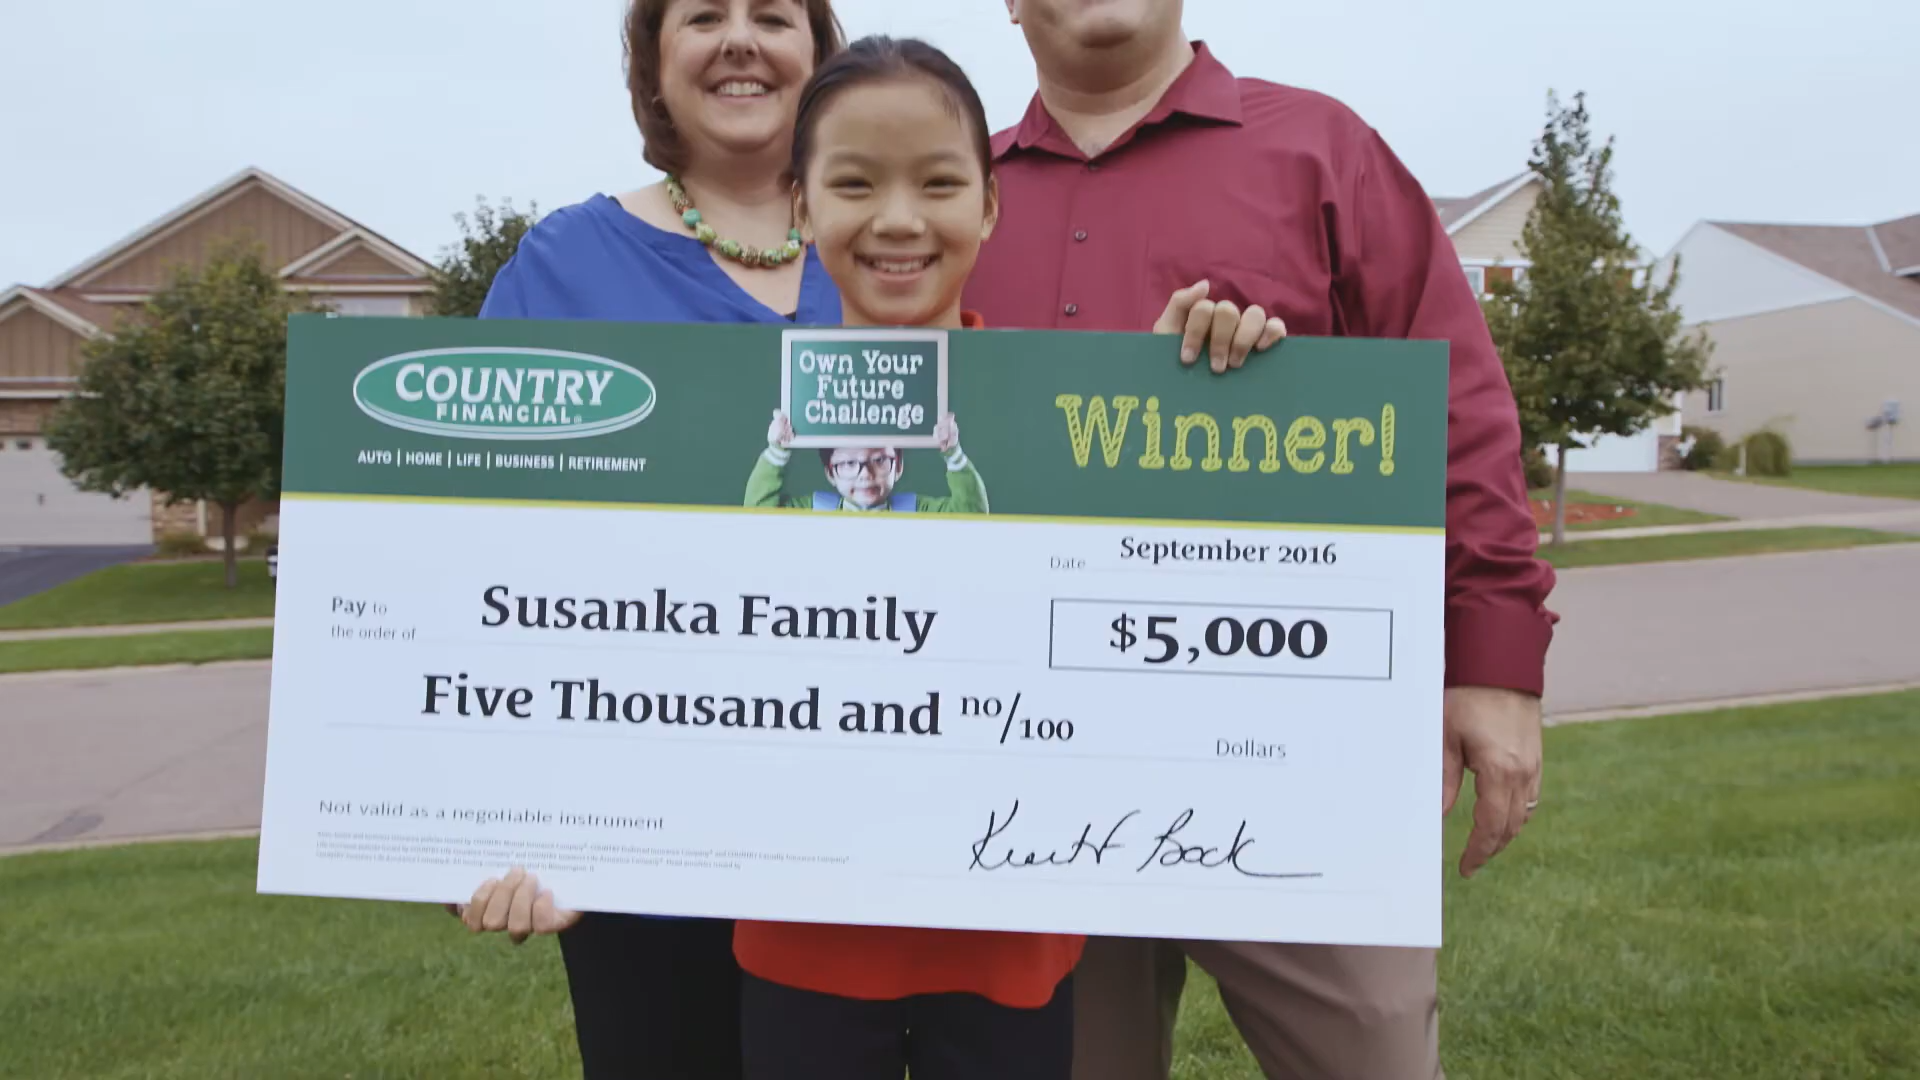 COUNTRY
FINANCIAL®
AUTO | HOME | LIFE | BUSINESS | RETIREMENT
Own Your
Future
Challenge
Winner!
Date September 2016
Pay to
the order of
Susanka Family
$5,000
Five Thousand and no/100
Dollars
Not valid as a negotiable instrument